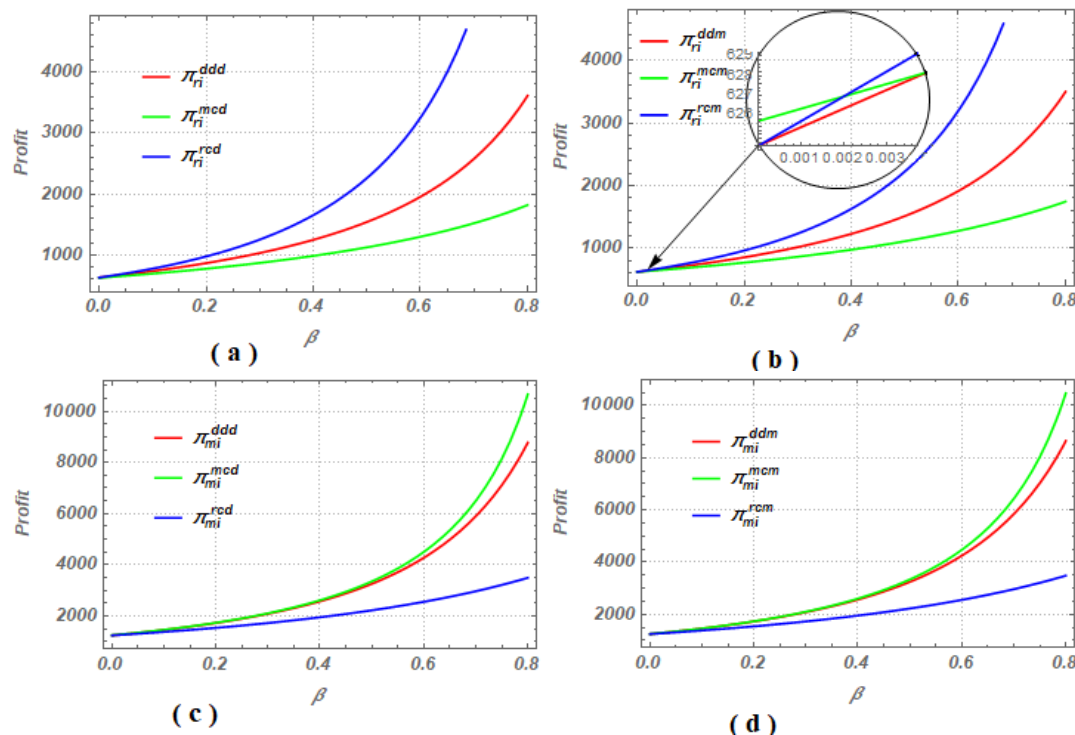 4000
3000
2000
1000
Profit
π_ri^ddd
π_ri^mcd
π_ri^rcd
0.0 0.2 0.4 0.6 0.8
β
( a )
4000
3000
2000
1000
Profit
π_ri^ddm
π_ri^mcm
π_ri^rcm
629
628
627
626
0.001 0.002 0.003
0.0 0.2 0.4 0.6 0.8
β
( b )
10000
8000
6000
4000
2000
Profit
π_mi^ddd
π_mi^mcd
π_mi^rcd
0.0 0.2 0.4 0.6 0.8
β
( c )
10000
8000
6000
4000
2000
Profit
π_mi^ddm
π_mi^mcm
π_mi^rcm
0.0 0.2 0.4 0.6 0.8
β
( d )